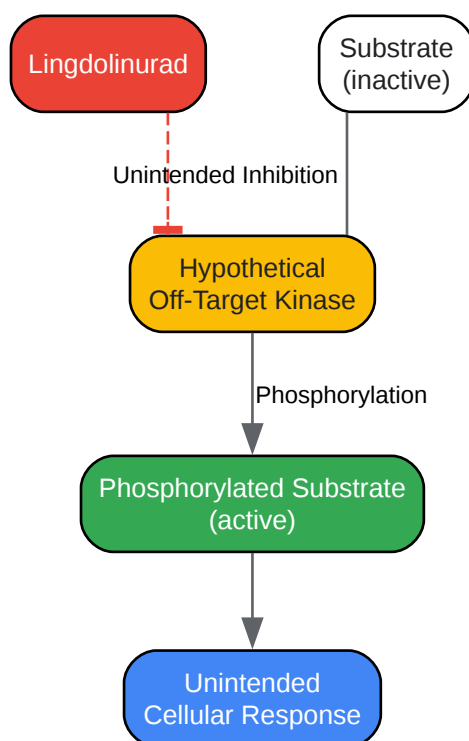 Lingdolinurad
Substrate
(inactive)
Unintended Inhibition
Hypothetical
Off-Target Kinase
Phosphorylation
Phosphorylated Substrate
(active)
Unintended
Cellular Response